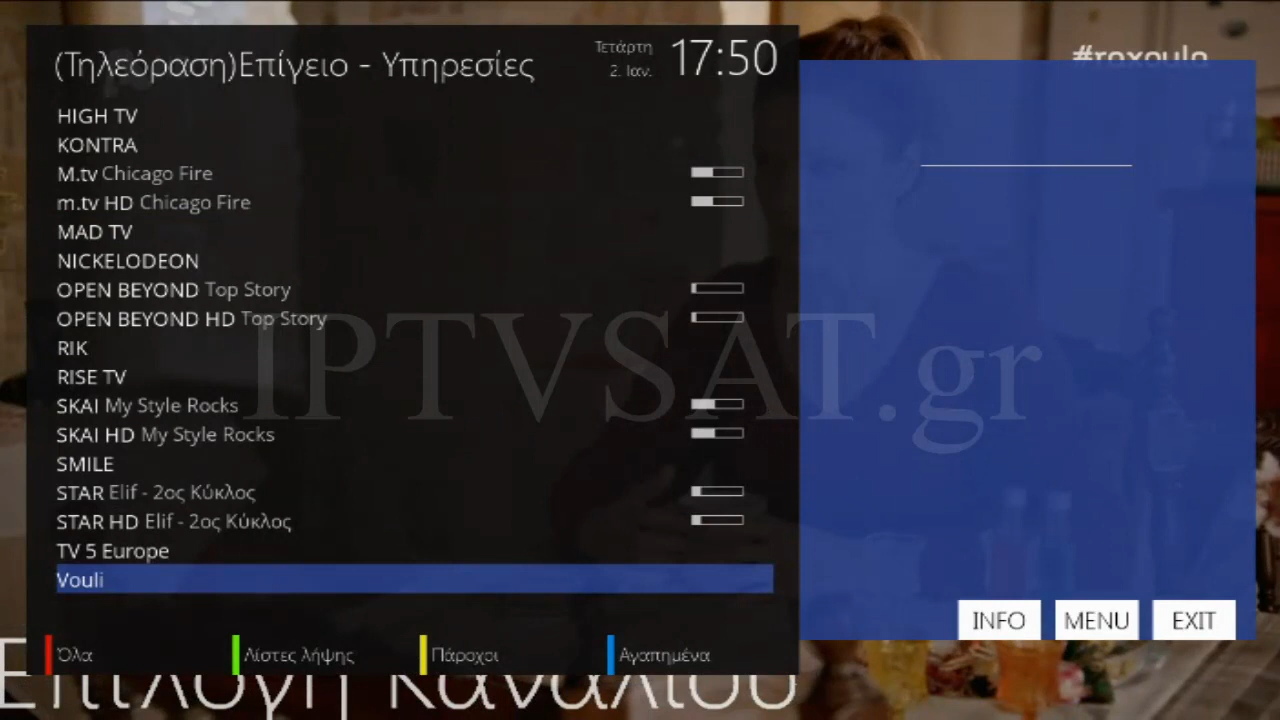 (Τηλεόραση)Επίγειο - Υπηρεσίες
Τετάρτη
2. Ιαν.
17:50
#roxoulo
HIGH TV
KONTRA
M.tv Chicago Fire
m.tv HD Chicago Fire
MAD TV
NICKELODEON
OPEN BEYOND Top Story
OPEN BEYOND HD Top Story
RIK
RISE TV
SKAI My Style Rocks
SKAI HD My Style Rocks
SMILE
STAR Elif - 2ος Κύκλος
STAR HD Elif - 2ος Κύκλος
TV 5 Europe
Vouli
IPTVSAT.gr
INFO MENU EXIT
Όλα Λίστες λήψης Πάροχοι Αγαπημένα
Επιλογή Καναλιού